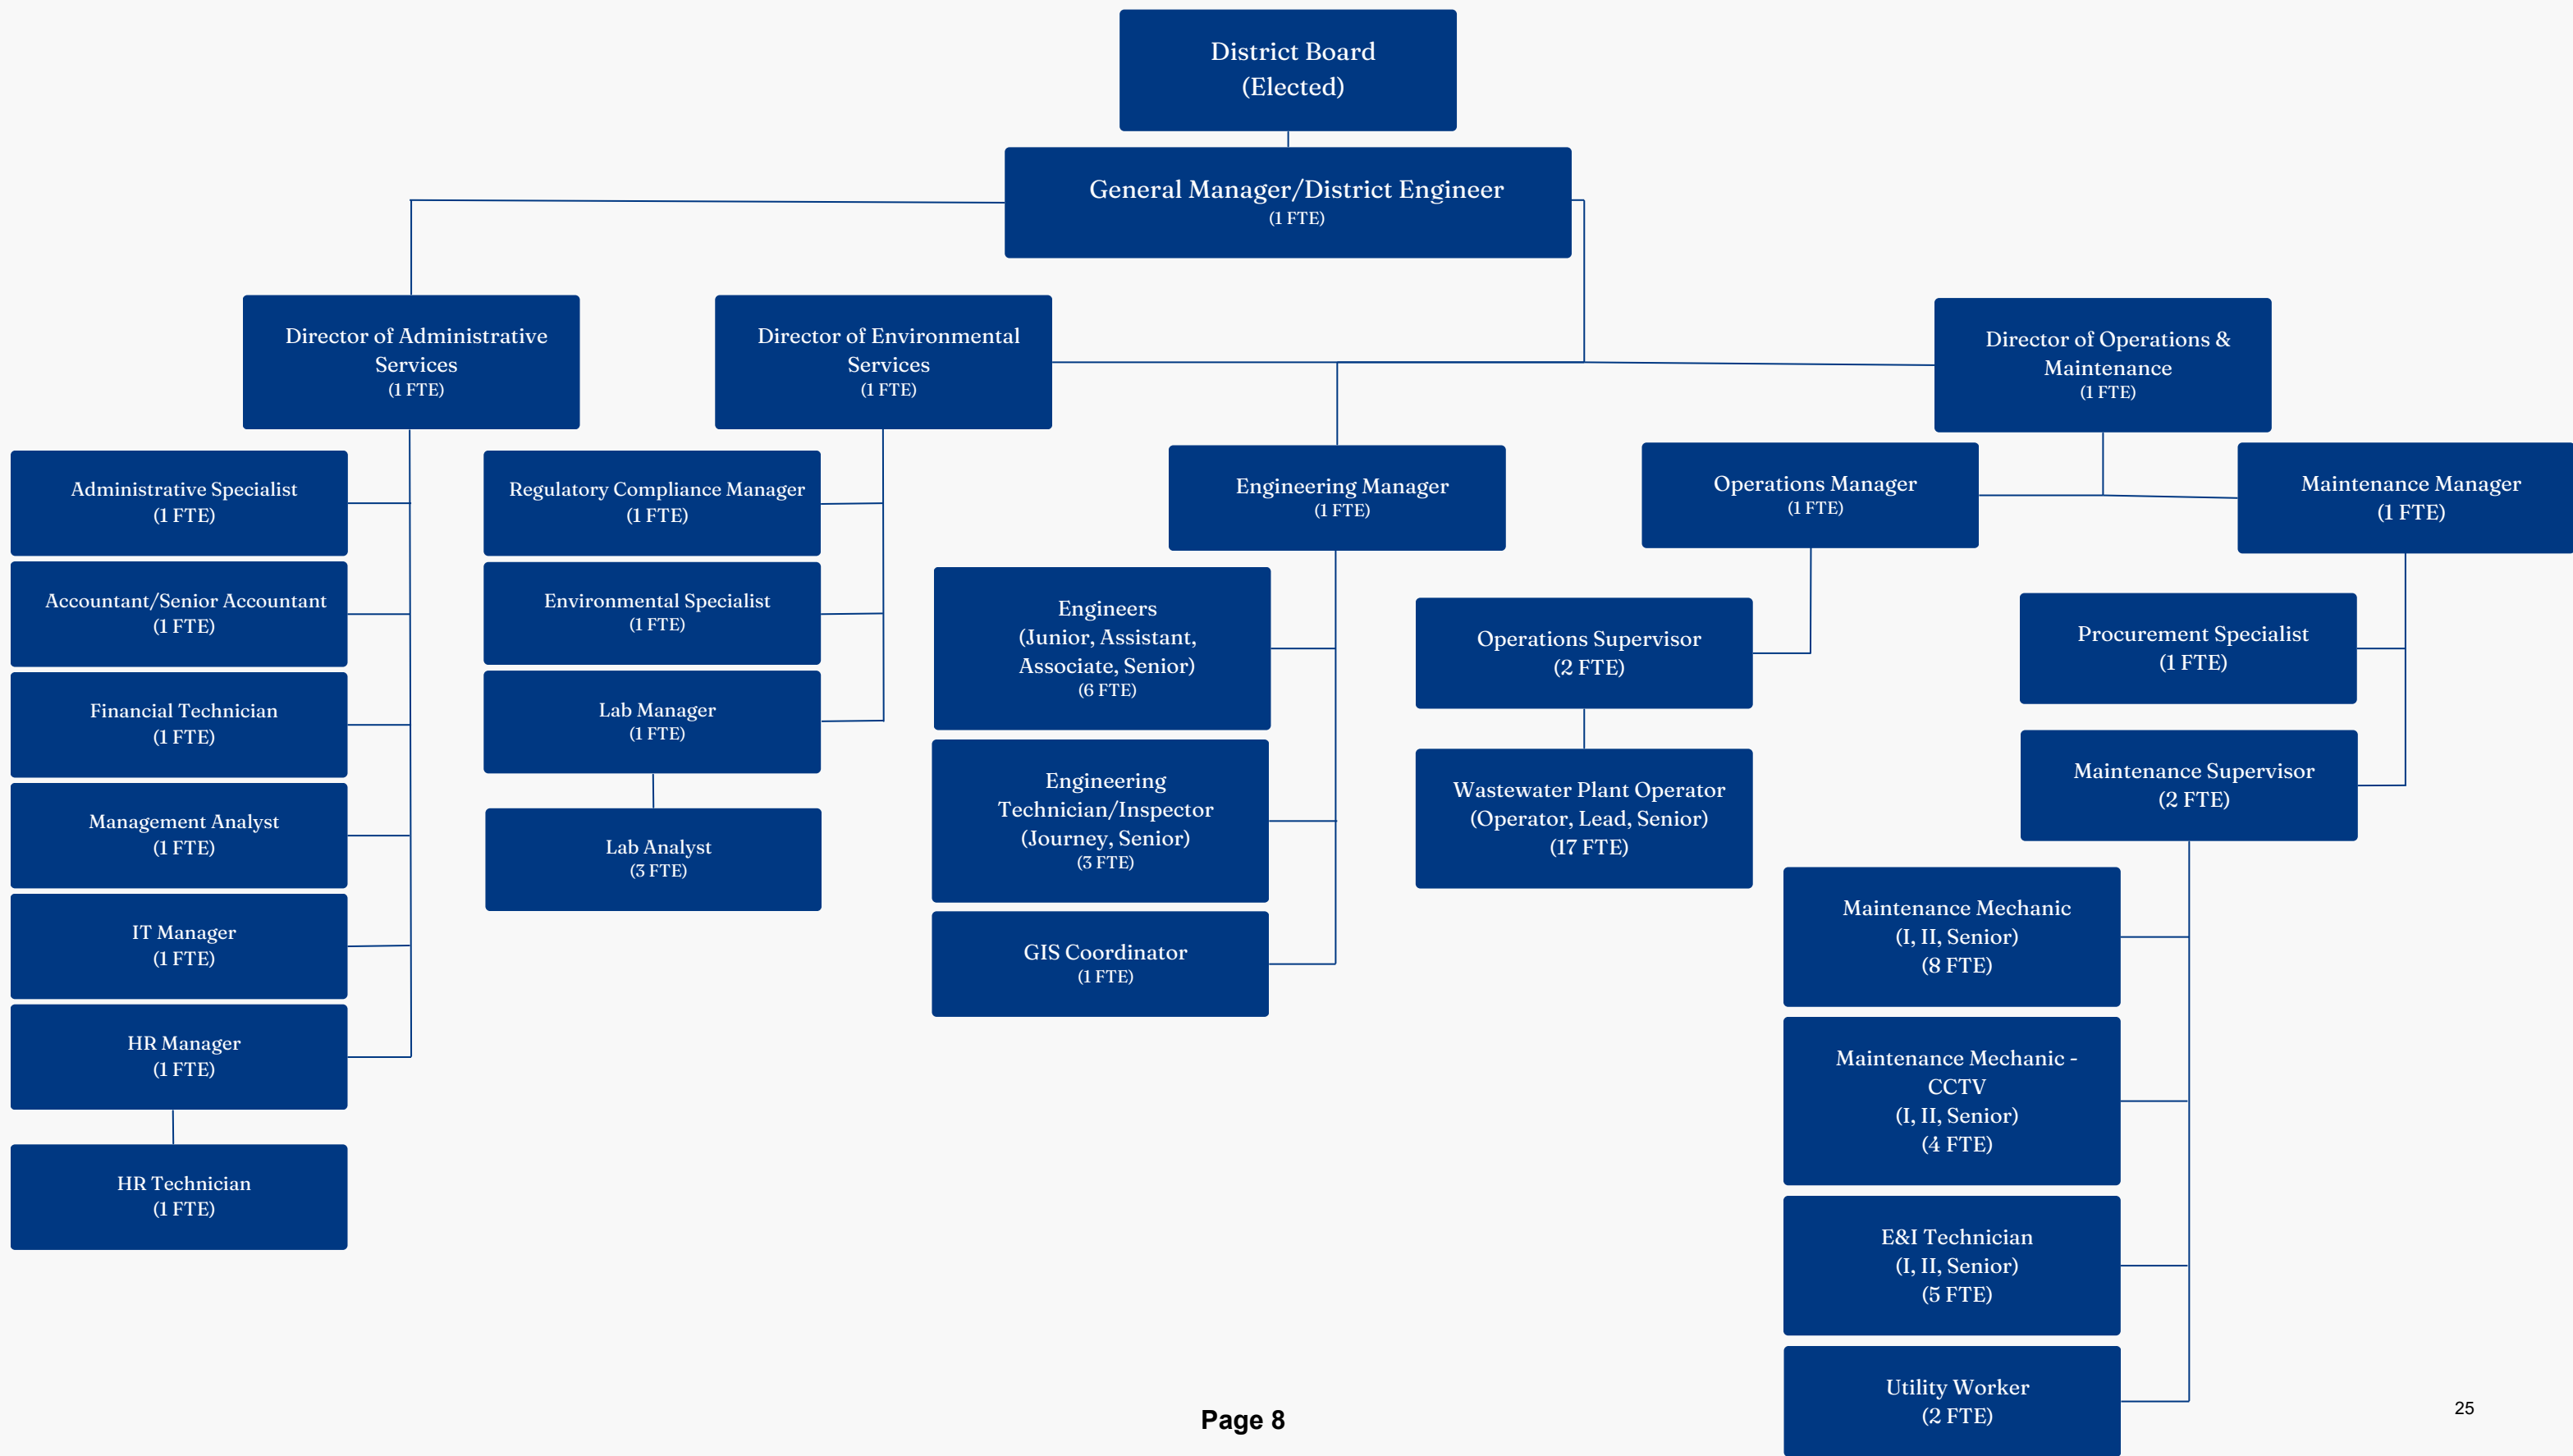 District Board
(Elected)
General Manager/District Engineer
(1 FTE)
Director of Administrative
Services
(1 FTE)
Director of Environmental
Services
(1 FTE)
Director of Operations &
Maintenance
(1 FTE)
Administrative Specialist
(1 FTE)
Accountant/Senior Accountant
(1 FTE)
Financial Technician
(1 FTE)
Management Analyst
(1 FTE)
IT Manager
(1 FTE)
HR Manager
(1 FTE)
HR Technician
(1 FTE)
Regulatory Compliance Manager
(1 FTE)
Environmental Specialist
(1 FTE)
Lab Manager
(1 FTE)
Lab Analyst
(3 FTE)
Engineering Manager
(1 FTE)
Engineers
(Junior, Assistant,
Associate, Senior)
(6 FTE)
Engineering
Technician/Inspector
(Journey, Senior)
(3 FTE)
GIS Coordinator
(1 FTE)
Operations Manager
(1 FTE)
Operations Supervisor
(2 FTE)
Wastewater Plant Operator
(Operator, Lead, Senior)
(17 FTE)
Maintenance Manager
(1 FTE)
Procurement Specialist
(1 FTE)
Maintenance Supervisor
(2 FTE)
Maintenance Mechanic
(I, II, Senior)
(8 FTE)
Maintenance Mechanic -
CCTV
(I, II, Senior)
(4 FTE)
E&I Technician
(I, II, Senior)
(5 FTE)
Utility Worker
(2 FTE)
Page 8
25